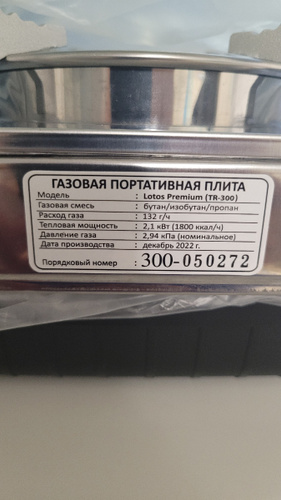 ГАЗОВАЯ ПОРТАТИВНАЯ ПЛИТА
Модель : Lotos Premium (TR-300)
Газовая смесь : бутан/изобутан/пропан
Расход газа : 132 г/ч
Тепловая мощность : 2,1 кВт (1800 ккал/ч)
Давление газа : 2,94 кПа (номинальное)
Дата производства : декабрь 2022 г.
Порядковый номер : 300-050272